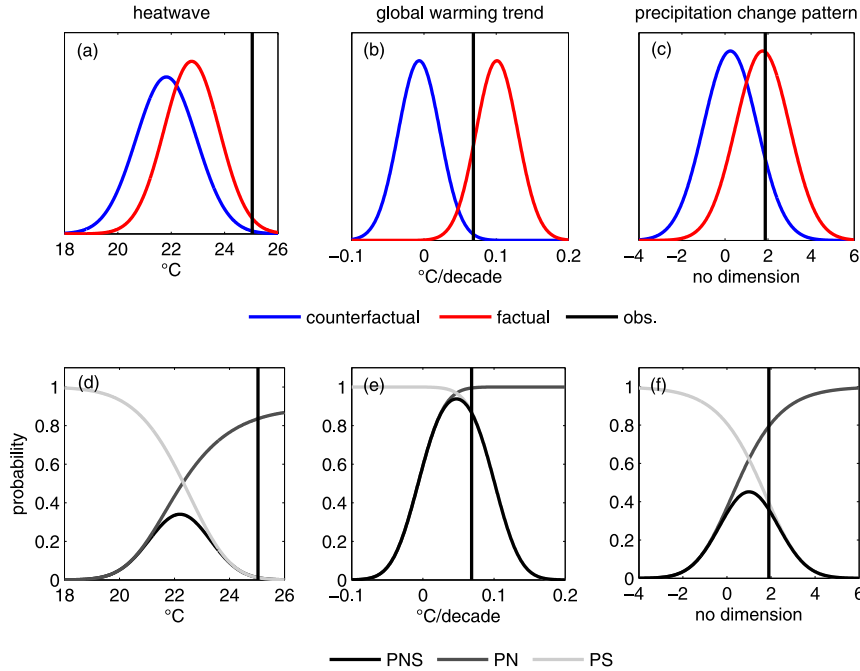 heatwave
global warming trend
precipitation change pattern
(a)
(b)
(c)
18 20 22 24 26
°C
−0.1 0 0.1 0.2
°C/decade
−4 −2 0 2 4 6
no dimension
counterfactual factual obs.
(d)
(e)
(f)
probability
1
0.8
0.6
0.4
0.2
0
18 20 22 24 26
°C
1
0.8
0.6
0.4
0.2
0
−0.1 0 0.1 0.2
°C/decade
1
0.8
0.6
0.4
0.2
0
−4 −2 0 2 4 6
no dimension
PNS PN PS